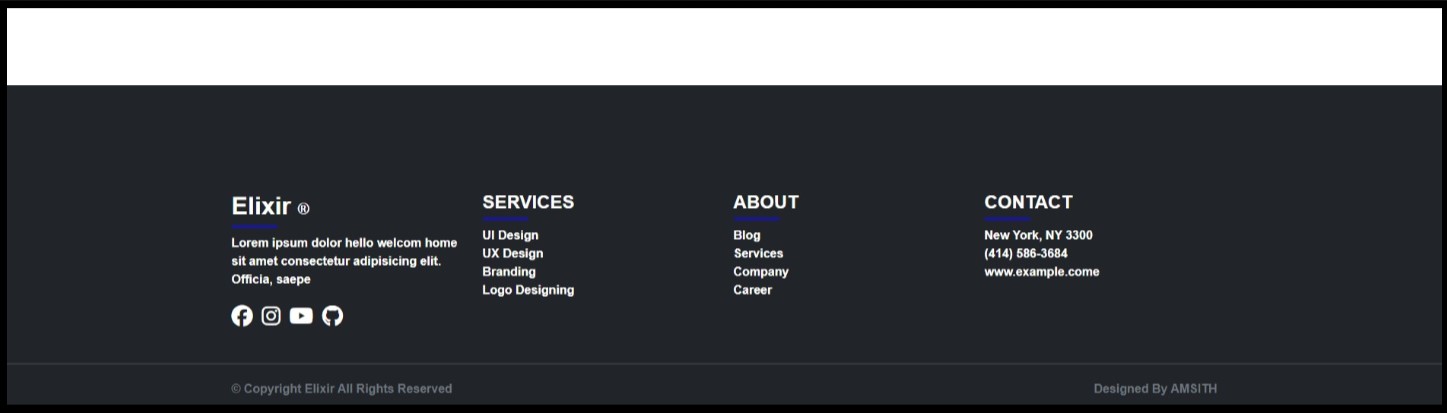 Elixir ®
Lorem ipsum dolor hello welcom home
sit amet consectetur adipisicing elit.
Officia, saepe
SERVICES
UI Design
UX Design
Branding
Logo Designing
ABOUT
Blog
Services
Company
Career
CONTACT
New York, NY 3300
(414) 586-3684
www.example.come
© Copyright Elixir All Rights Reserved
Designed By AMSITH